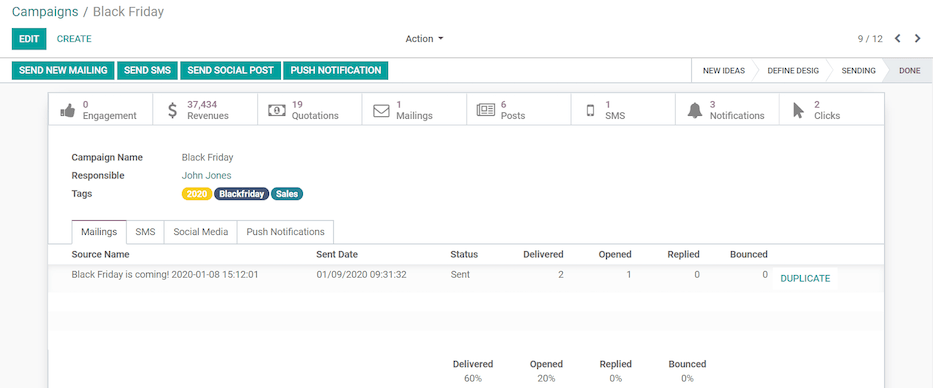 Campaigns / Black Friday
EDIT CREATE Action 9 / 12
SEND NEW MAILING SEND SMS SEND SOCIAL POST PUSH NOTIFICATION NEW IDEAS DEFINE DESIG SENDING DONE
0 37,434 19 1 6 1 3 2
Engagement Revenues Quotations Mailings Posts SMS Notifications Clicks
Campaign Name Black Friday
Responsible John Jones
Tags 2020 Blackfriday Sales
Mailings SMS Social Media Push Notifications
Source Name Sent Date Status Delivered Opened Replied Bounced
Black Friday is coming! 2020-01-08 15:12:01 01/09/2020 09:31:32 Sent 2 1 0 0 DUPLICATE
Delivered Opened Replied Bounced
60% 20% 0% 0%